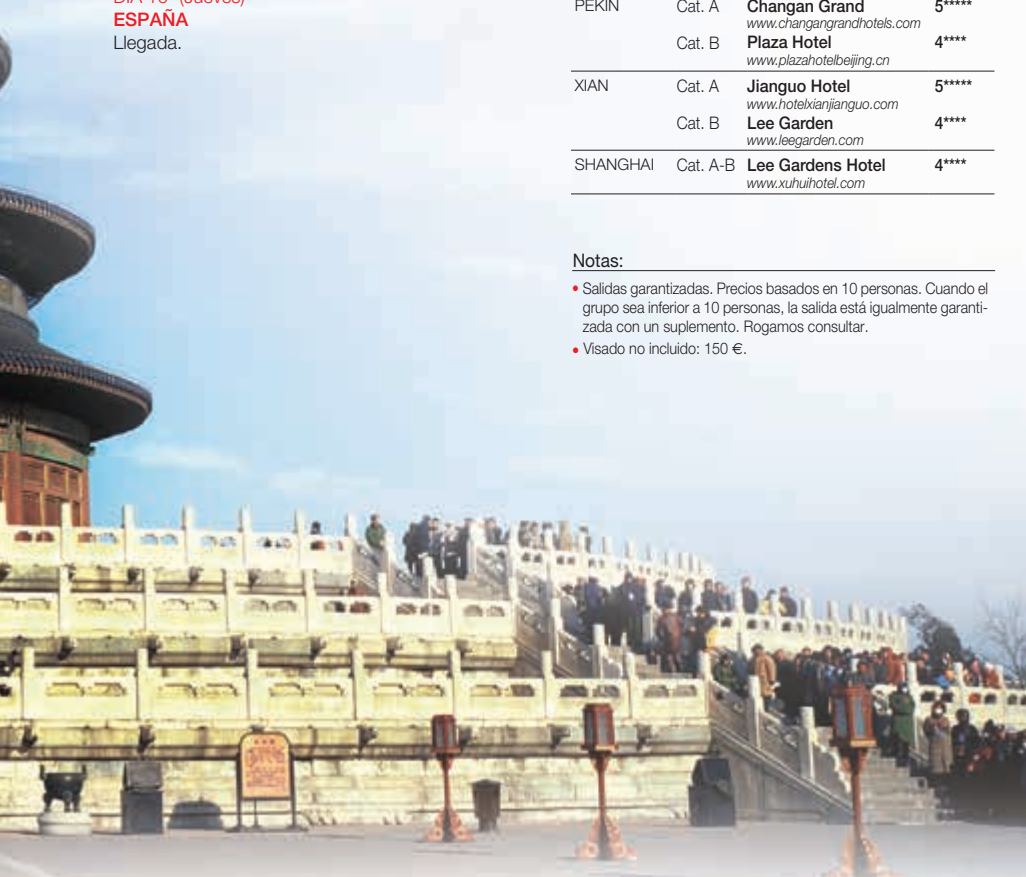 ESPAÑA
Llegada.
PEKIN Cat. A Changan Grand 5*****
www.changangrandhotels.com
Cat. B Plaza Hotel 4****
www.plazahotelbeijing.cn
XIAN Cat. A Jianguo Hotel 5*****
www.hotelxianjianguo.com
Cat. B Lee Garden 4****
www.leegarden.com
SHANGHAI Cat. A-B Lee Gardens Hotel 4****
www.xuhuihotel.com
Notas:
• Salidas garantizadas. Precios basados en 10 personas. Cuando el
grupo sea inferior a 10 personas, la salida está igualmente garanti-
zada con un suplemento. Rogamos consultar.
• Visado no incluido: 150 €.